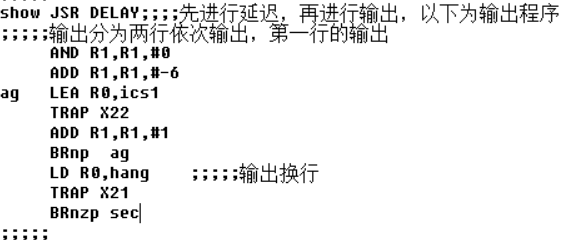 show JSR DELAY;;;;先进行延迟，再进行输出，以下为输出程序
;;;;;输出分为两行依次输出，第一行的输出
AND R1,R1,#0
ADD R1,R1,#-6
ag LEA R0,ics1
TRAP X22
ADD R1,R1,#1
BRnp ag
LD R0,hang ;;;;;输出换行
TRAP X21
BRnzp sec
;;;;;